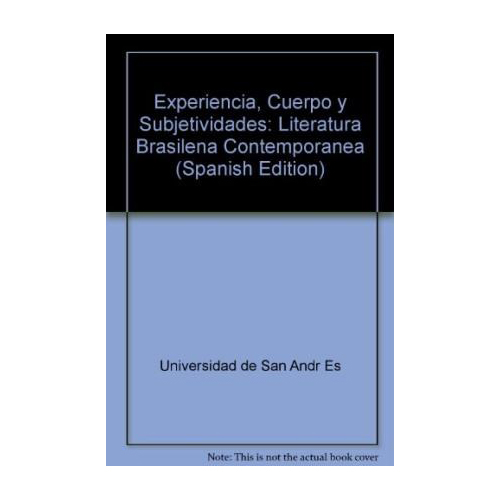 Experiencia, Cuerpo y
Subjetividades: Literatura
Brasilena Contemporanea
(Spanish Edition)
Universidad de San Andr Es
Note: This is not the actual book cover